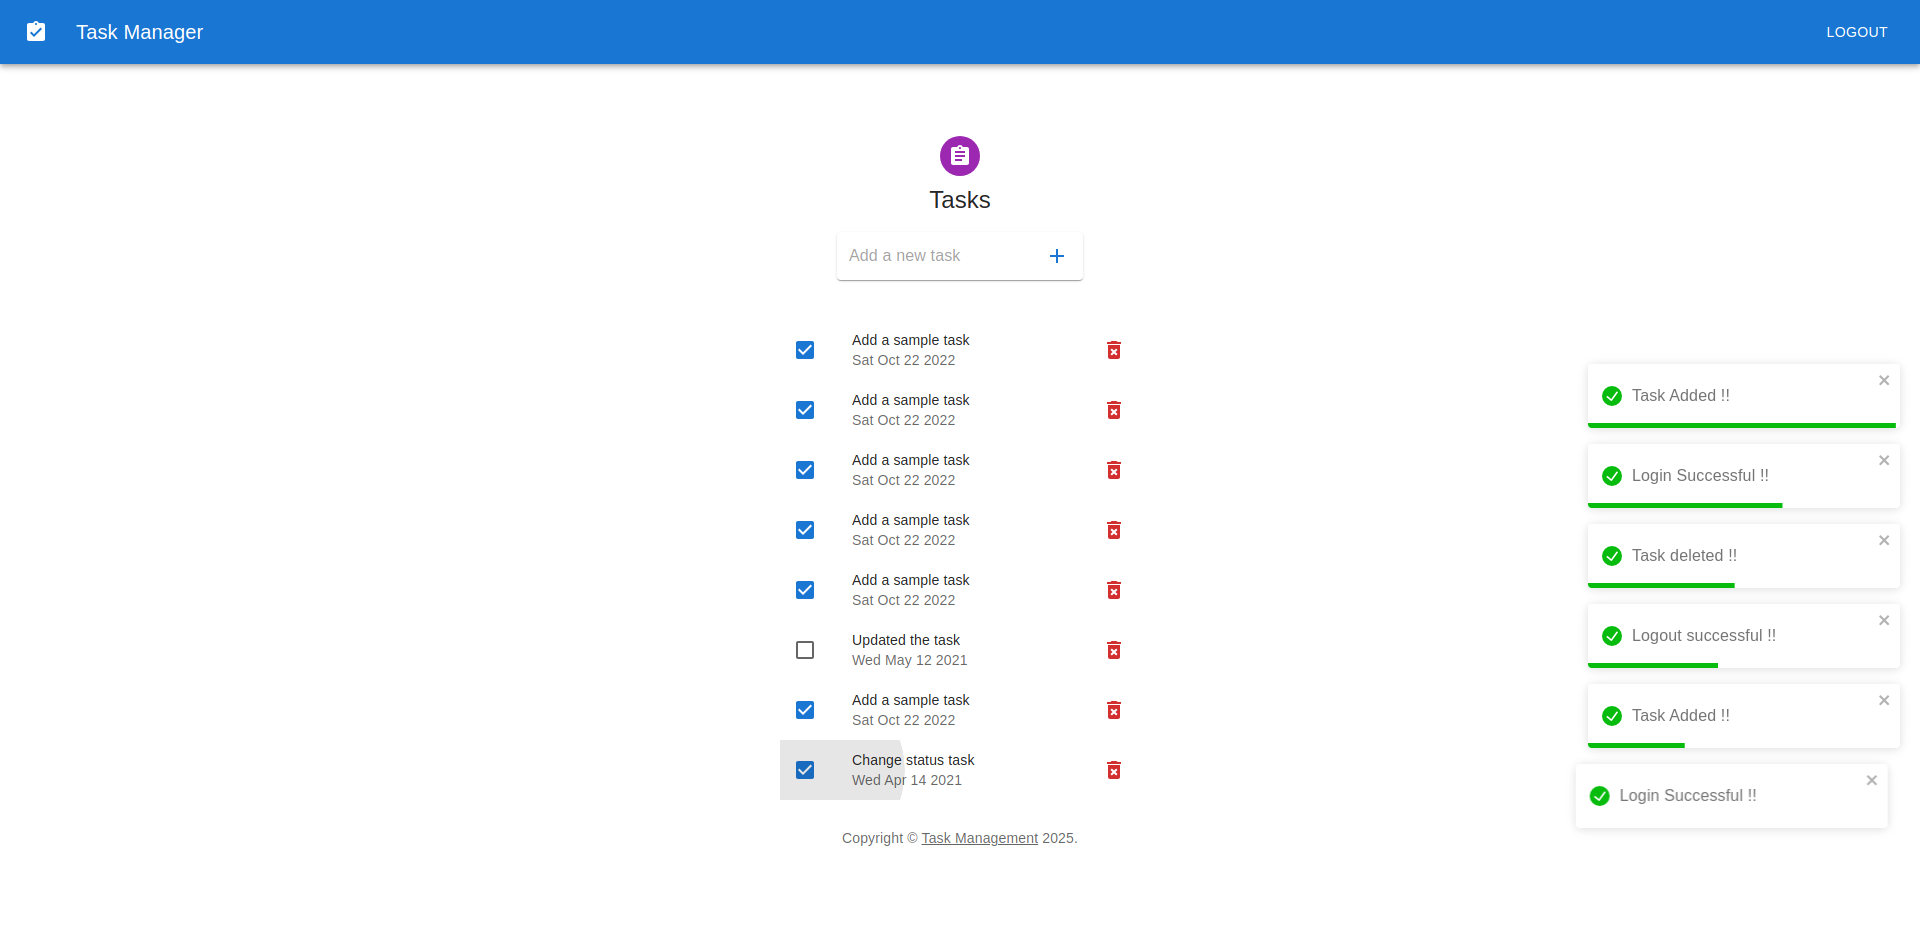 Task Manager
LOGOUT
Tasks
Add a new task
Add a sample task
Sat Oct 22 2022
Add a sample task
Sat Oct 22 2022
Add a sample task
Sat Oct 22 2022
Add a sample task
Sat Oct 22 2022
Add a sample task
Sat Oct 22 2022
Updated the task
Wed May 12 2021
Add a sample task
Sat Oct 22 2022
Change status task
Wed Apr 14 2021
Copyright © Task Management 2025.
Task Added !!
Login Successful !!
Task deleted !!
Logout successful !!
Task Added !!
Login Successful !!